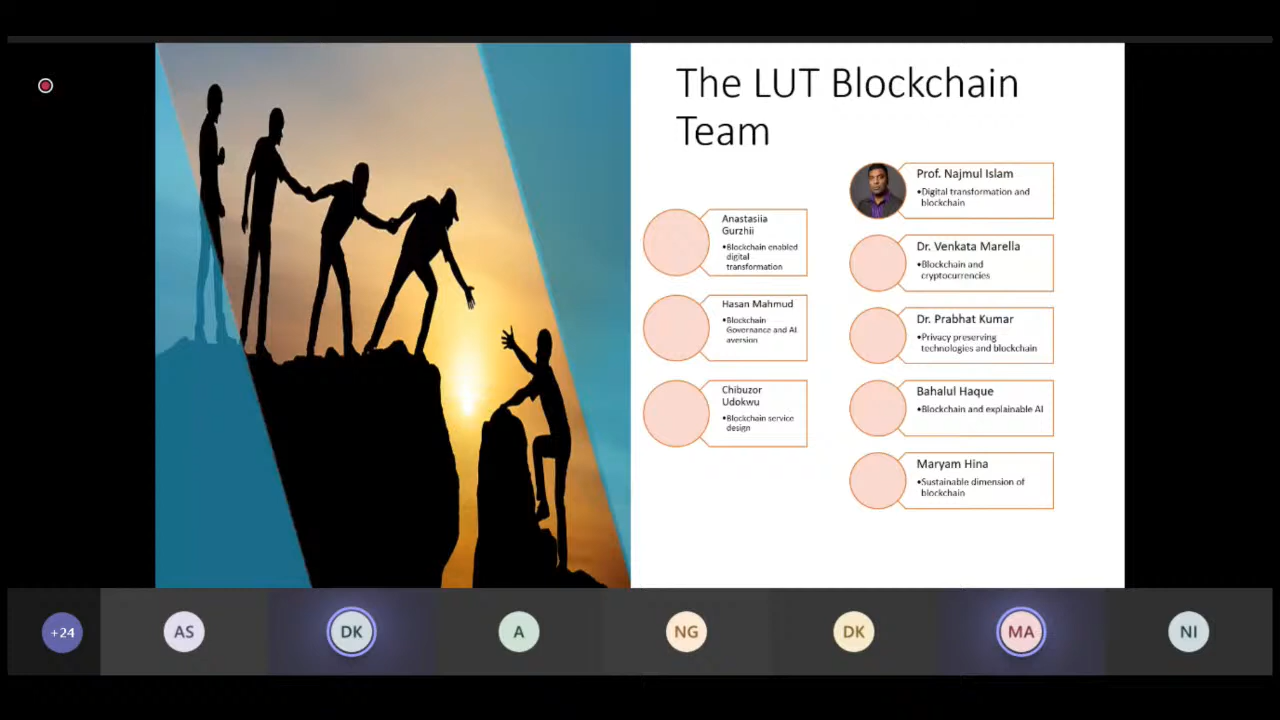 The LUT Blockchain
Team
Anastasiia
Gurzhii
•Blockchain enabled
digital
transformation
Hasan Mahmud
•Blockchain
Governance and AI
aversion
Chibuzor
Udokwu
•Blockchain service
design
Prof. Najmul Islam
•Digital transformation and
blockchain
Dr. Venkata Marella
•Blockchain and
cryptocurrencies
Dr. Prabhat Kumar
•Privacy preserving
technologies and blockchain
Bahalul Haque
•Blockchain and explainable AI
Maryam Hina
•Sustainable dimension of
blockchain
+24
AS
DK
A
NG
DK
MA
NI